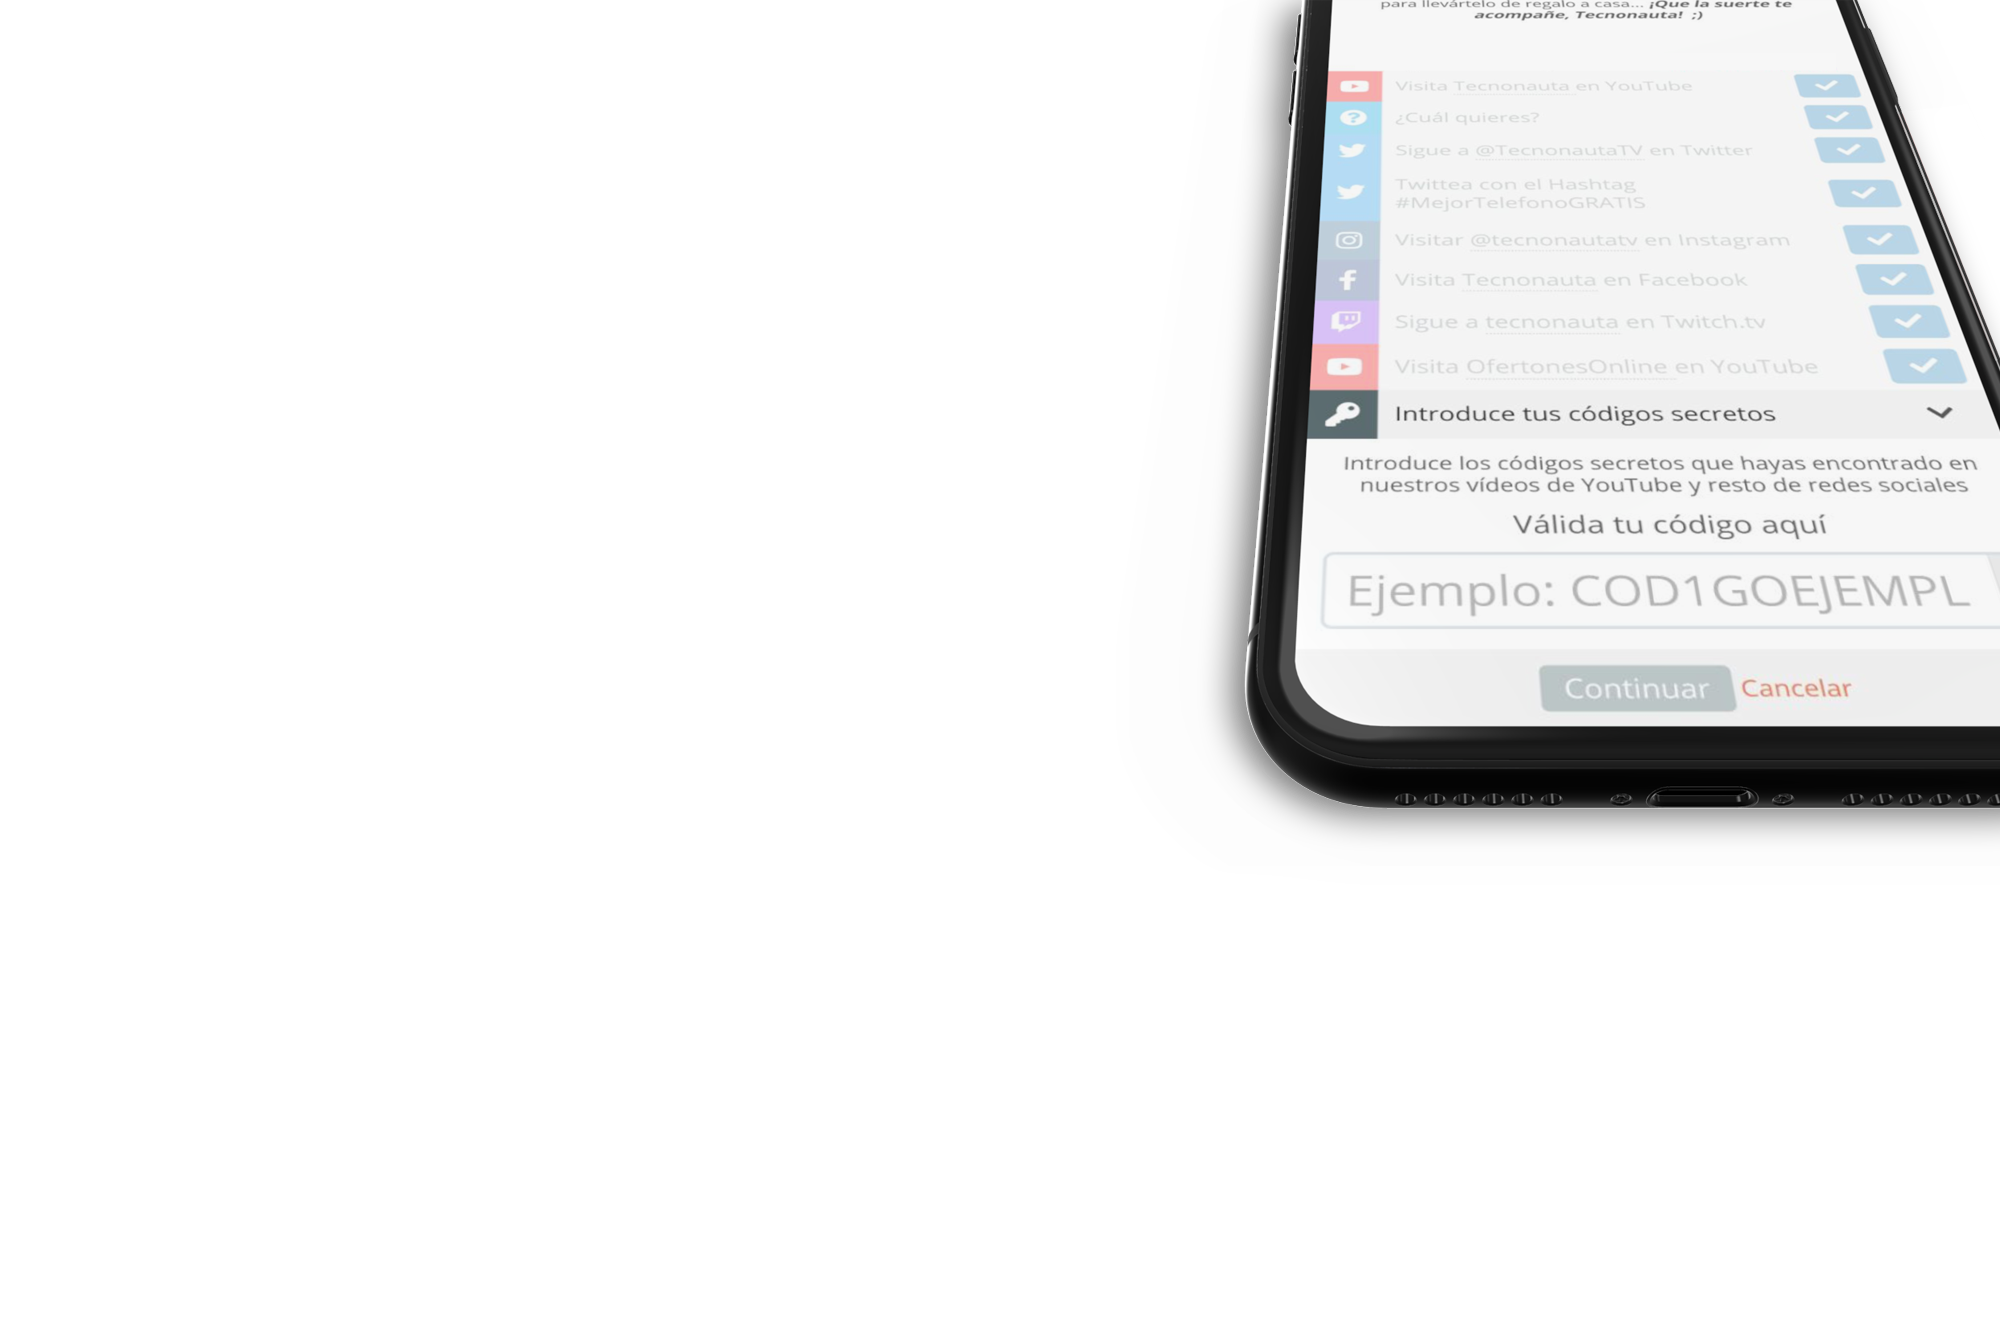 para llevártelo de regalo a casa... ¡Que la suerte te
acompañe, Tecnonauta! ;)
Visita Tecnonauta en YouTube
¿Cuál quieres?
Sigue a @TecnonautaTV en Twitter
Twittea con el Hashtag
#MejorTelefonoGRATIS
Visitar @tecnonautatv en Instagram
Visita Tecnonauta en Facebook
Sigue a tecnonauta en Twitch.tv
Visita OfertonesOnline en YouTube
Introduce tus códigos secretos
Introduce los códigos secretos que hayas encontrado en
nuestros vídeos de YouTube y resto de redes sociales
Válida tu código aquí
Ejemplo: COD1GOEJEMPL
Continuar Cancelar